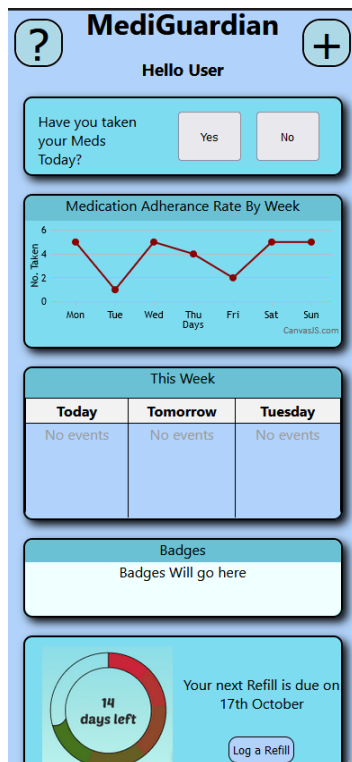 MediGuardian
?
+
Hello User
Have you taken
your Meds
Today?
Yes
No
Medication Adherance Rate By Week
No. Taken
6
4
2
0
Mon Tue Wed Thu Fri Sat Sun
Days
CanvasJS.com
This Week
Today Tomorrow Tuesday
No events No events No events
Badges
Badges Will go here
14
days left
Your next Refill is due on
17th October
Log a Refill